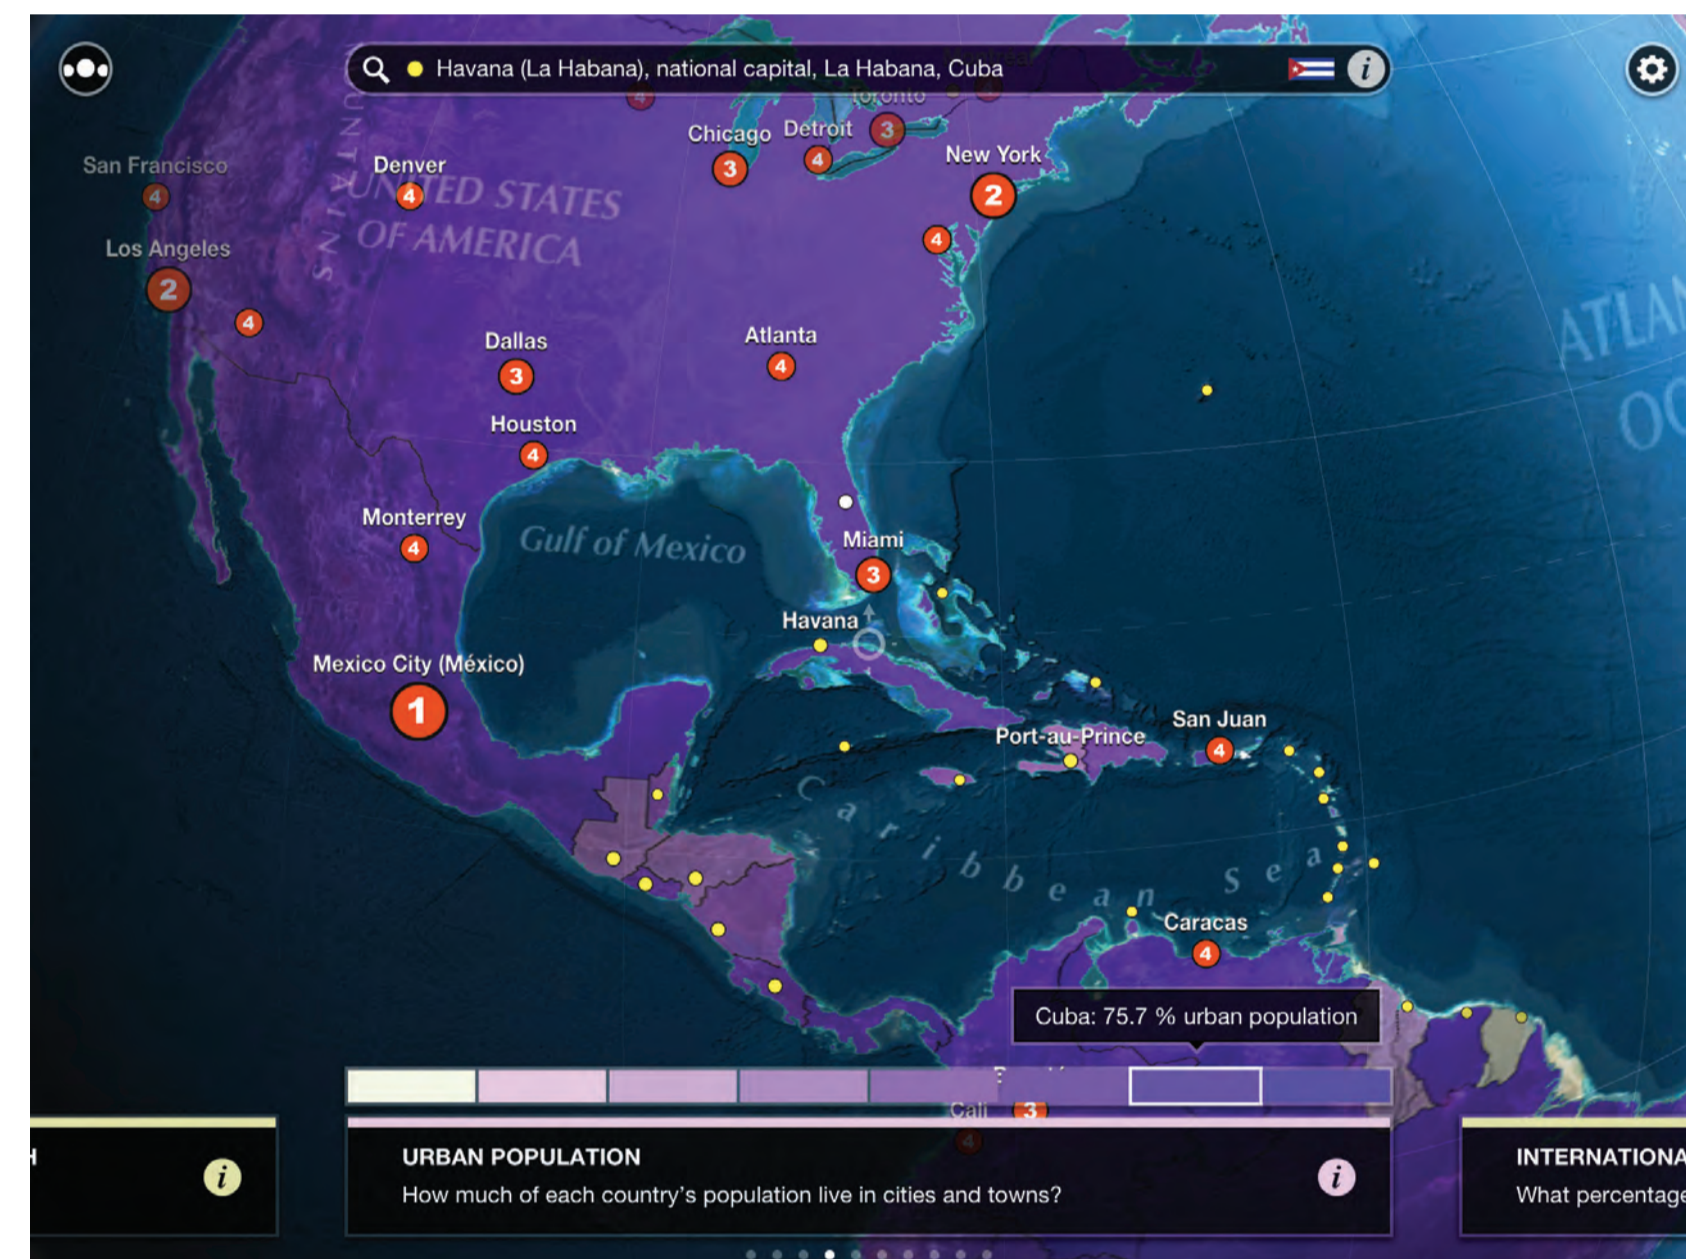 Havana (La Habana), national capital, La Habana, Cuba
Toronto
4
4
Chicago
Detroit
3
3
4
New York
2
San Francisco
4
Denver
4
UNITED STATES
OF AMERICA
4
Los Angeles
2
4
Dallas
3
Atlanta
4
Houston
4
Monterrey
4
Gulf of Mexico
Miami
3
Havana
Mexico City (México)
1
Port-au-Prince
San Juan
4
Caribbean Sea
Caracas
4
Cuba: 75.7 % urban population
Cali
3
4
i
URBAN POPULATION
How much of each country's population live in cities and towns?
i
INTERNATIONA
What percentage